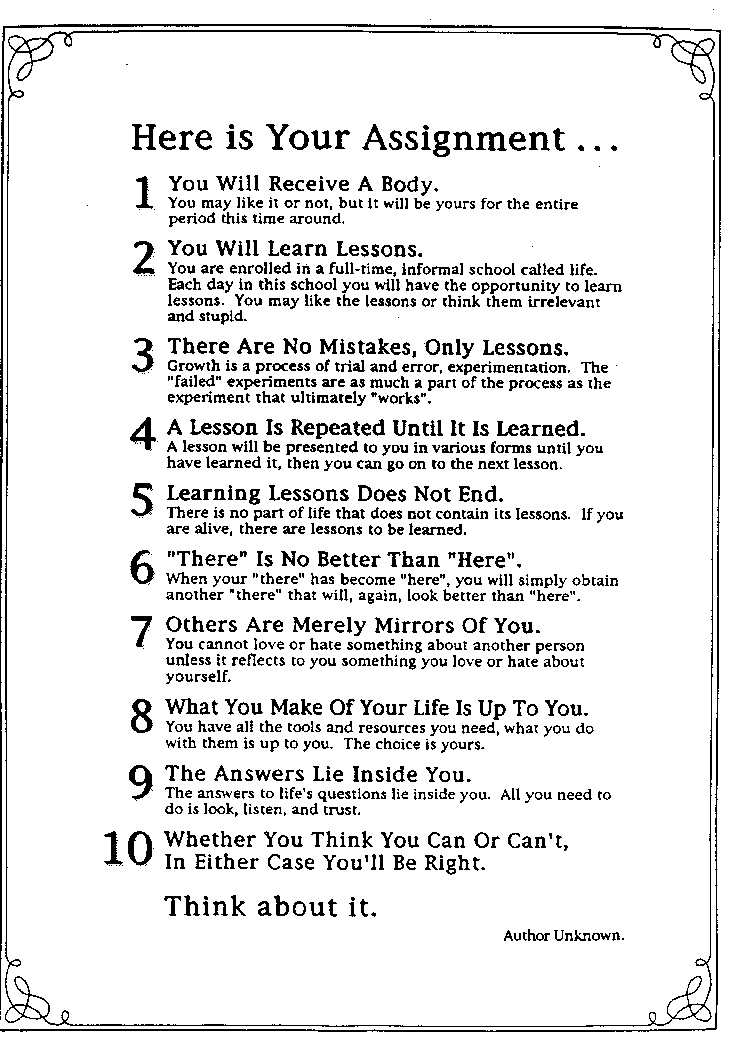 Here is Your Assignment ...
1 You Will Receive A Body.
You may like it or not, but it will be yours for the entire
period this time around.
2 You Will Learn Lessons.
You are enrolled in a full-time, informal school called life.
Each day in this school you will have the opportunity to learn
lessons. You may like the lessons or think them irrelevant
and stupid.
3 There Are No Mistakes, Only Lessons.
Growth is a process of trial and error, experimentation. The
"failed" experiments are as much a part of the process as the
experiment that ultimately "works".
4 A Lesson Is Repeated Until It Is Learned.
A lesson will be presented to you in various forms until you
have learned it, then you can go on to the next lesson.
5 Learning Lessons Does Not End.
There is no part of life that does not contain its lessons. If you
are alive, there are lessons to be learned.
6 "There" Is No Better Than "Here".
When your "there" has become "here", you will simply obtain
another "there" that will, again, look better than "here".
7 Others Are Merely Mirrors Of You.
You cannot love or hate something about another person
unless it reflects to you something you love or hate about
yourself.
8 What You Make Of Your Life Is Up To You.
You have all the tools and resources you need, what you do
with them is up to you. The choice is yours.
9 The Answers Lie Inside You.
The answers to life's questions lie inside you. All you need to
do is look, listen, and trust.
10 Whether You Think You Can Or Can't,
In Either Case You'll Be Right.
Think about it.
Author Unknown.